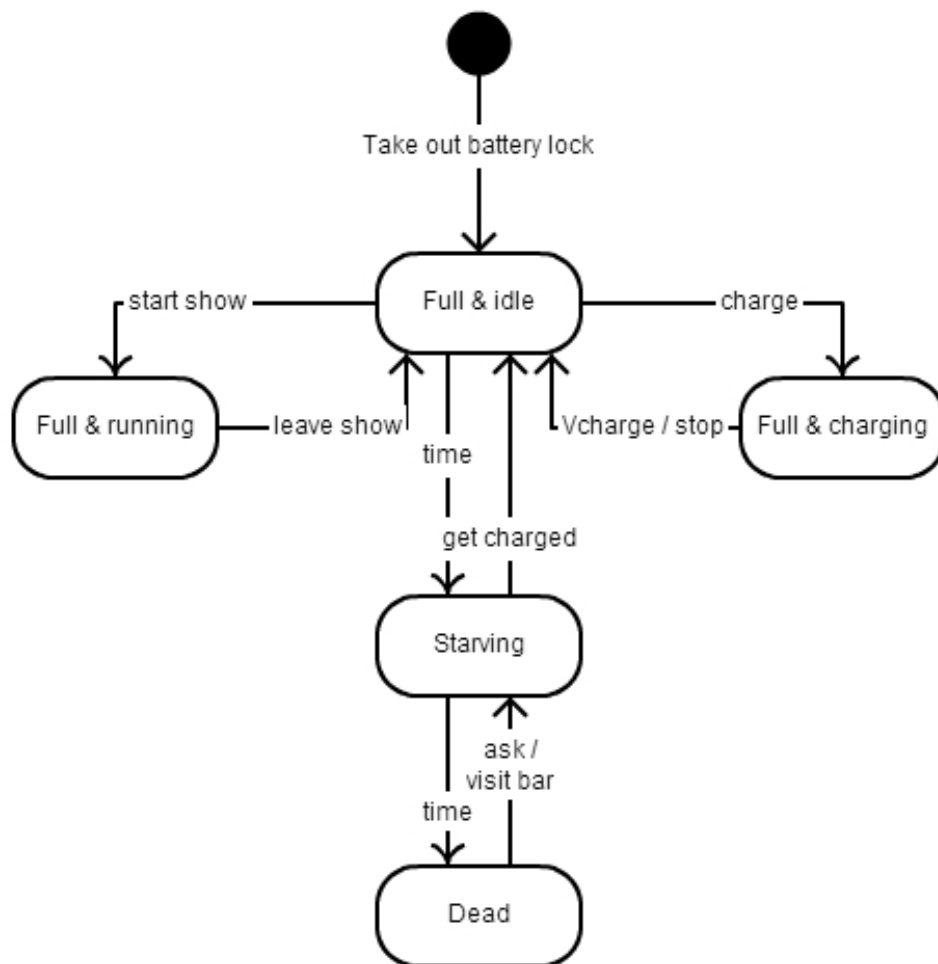 Take out battery lock
Full & idle
start show
charge
Full & running
leave show
Vcharge / stop
Full & charging
time
get charged
Starving
ask /
visit bar
time
Dead